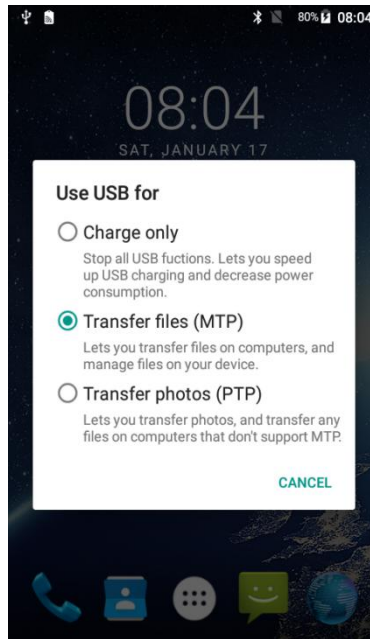 80% 08:04
08:04
SAT, JANUARY 17
Use USB for
Charge only
Stop all USB fuctions. Lets you speed
up USB charging and decrease power
consumption.
Transfer files (MTP)
Lets you transfer files on computers, and
manage files on your device.
Transfer photos (PTP)
Lets you transfer photos, and transfer any
files on computers that don't support MTP.
CANCEL